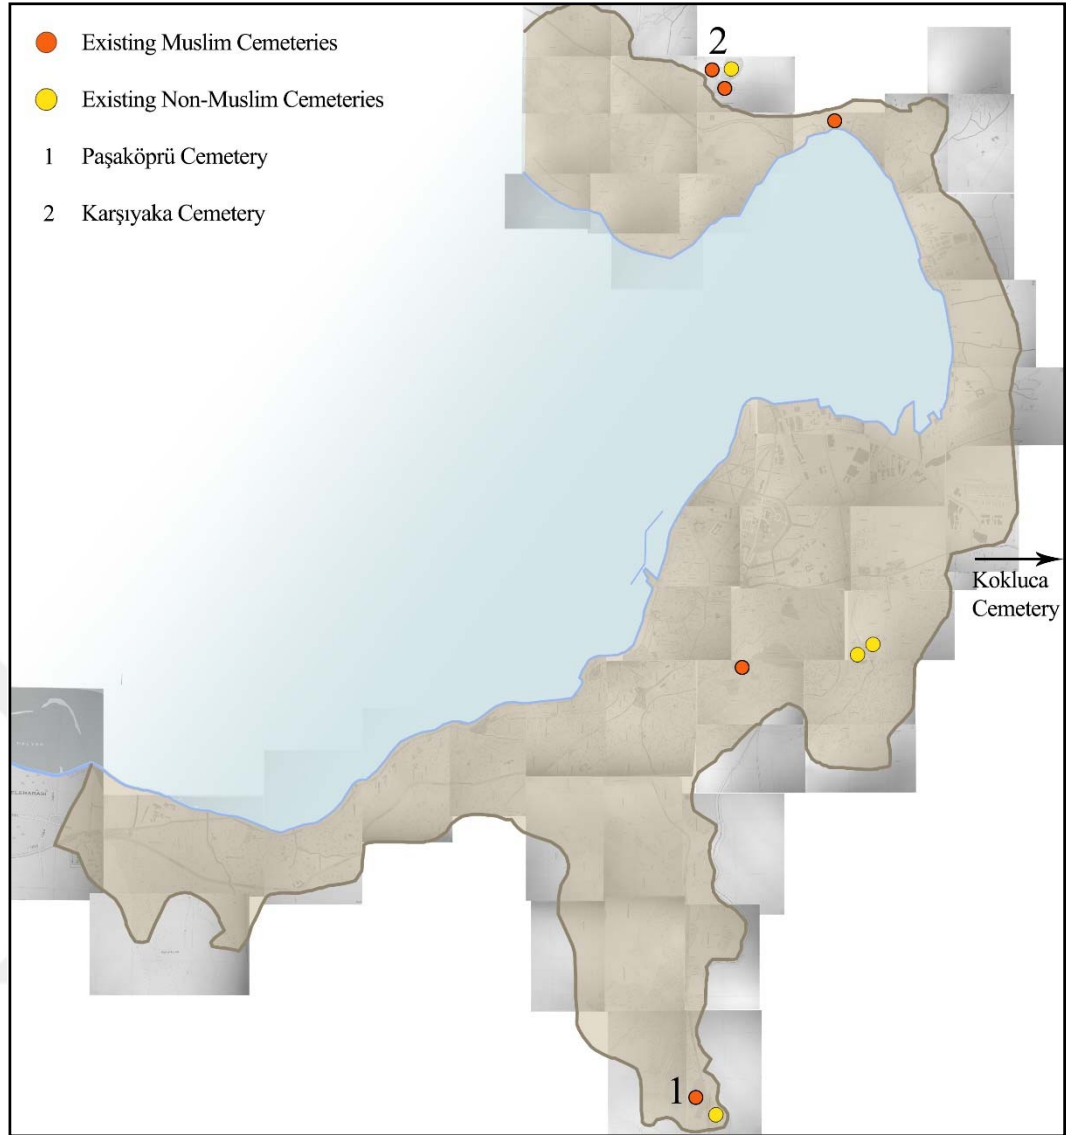 Existing Muslim Cemeteries
Existing Non-Muslim Cemeteries
1 Paşaköprü Cemetery
2 Karşıyaka Cemetery
2
Kokluca
Cemetery
1